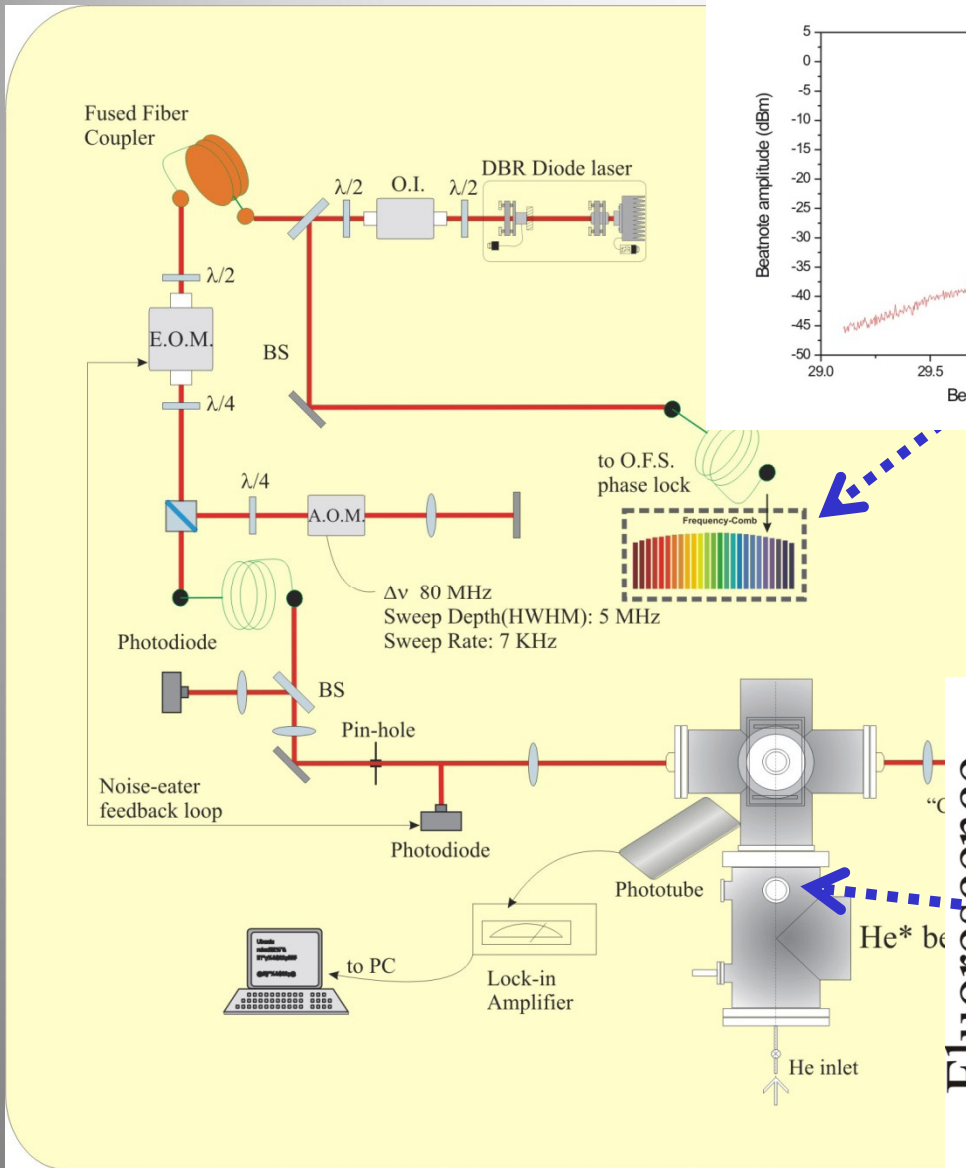 Fused Fiber
Coupler
λ/2
O.I.
λ/2
DBR Diode laser
λ/2
E.O.M.
BS
λ/4
λ/4
A.O.M.
to O.F.S.
phase lock
Frequency-Comb
Δν 80 MHz
Sweep Depth(HWHM): 5 MHz
Sweep Rate: 7 KHz
Photodiode
BS
Pin-hole
Noise-eater
feedback loop
Photodiode
Phototube
to PC
Lock-in
Amplifier
He* be
He inlet
"C
Beatnote amplitude (dBm)
5
0
-5
-10
-15
-20
-25
-30
-35
-40
-45
-50
29.0
29.5
Be